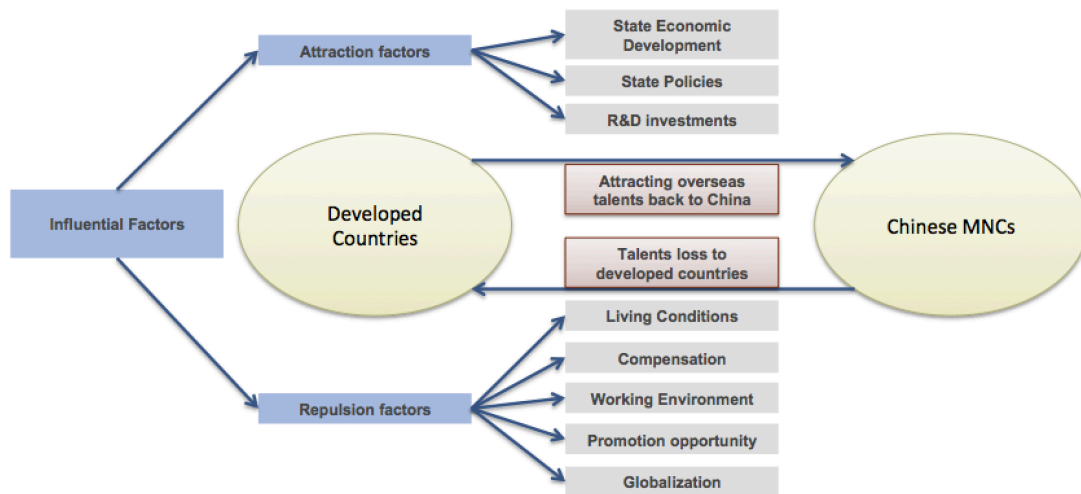 State Economic
Development
Attraction factors
State Policies
R&D investments
Attracting overseas
talents back to China
Influential Factors
Developed
Countries
Chinese MNCs
Talents loss to
developed countries
Living Conditions
Compensation
Working Environment
Repulsion factors
Promotion opportunity
Globalization